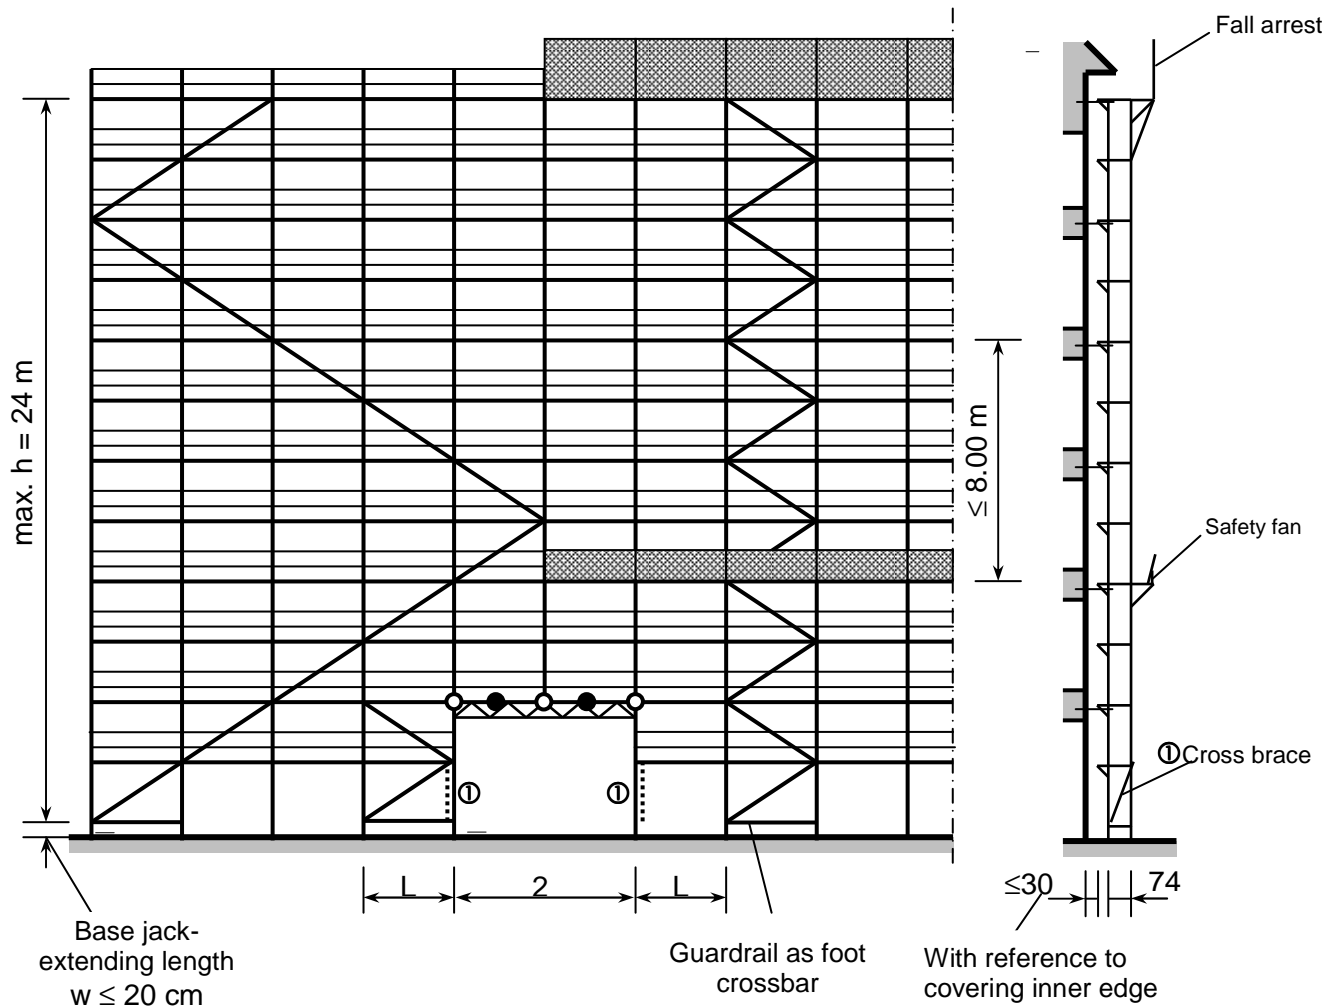 Fall arrest
max. h = 24 m
≤ 8.00 m
Safety fan
①Cross brace
①
①
L
2
L
≤30
74
Base jack-
extending length
w ≤ 20 cm
Guardrail as foot
crossbar
With reference to
covering inner edge